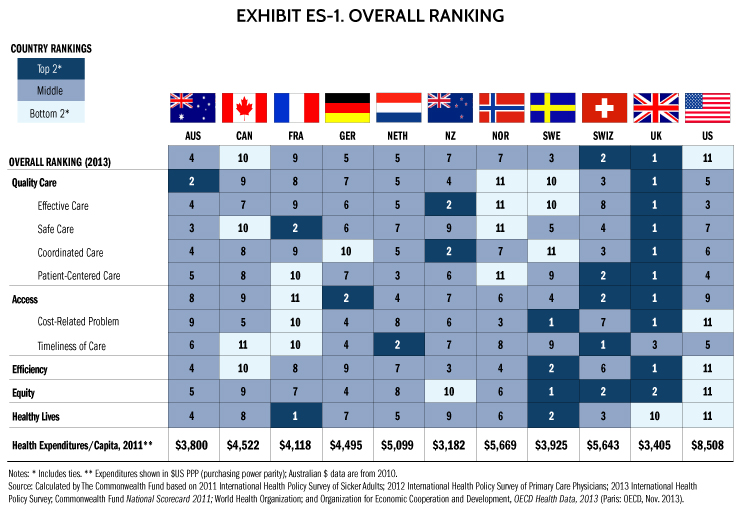 EXHIBIT ES-1. OVERALL RANKING
COUNTRY RANKINGS
Top 2*
Middle
Bottom 2*
AUS CAN FRA GER NETH NZ NOR SWE SWIZ UK US
OVERALL RANKING (2013) 4 10 9 5 5 7 7 3 2 1 11
Quality Care 2 9 8 7 5 4 11 10 3 1 5
Effective Care 4 7 9 6 5 2 11 10 8 1 3
Safe Care 3 10 2 6 7 9 11 5 4 1 7
Coordinated Care 4 8 9 10 5 2 7 11 3 1 6
Patient-Centered Care 5 8 10 7 3 6 11 9 2 1 4
Access 8 9 11 2 4 7 6 4 2 1 9
Cost-Related Problem 9 5 10 4 8 6 3 1 7 1 11
Timeliness of Care 6 11 10 4 2 7 8 9 1 3 5
Efficiency 4 10 8 9 7 3 4 2 6 1 11
Equity 5 9 7 4 8 10 6 1 2 2 11
Healthy Lives 4 8 1 7 5 9 6 2 3 10 11
Health Expenditures/Capita, 2011** $3,800 $4,522 $4,118 $4,495 $5,099 $3,182 $5,669 $3,925 $5,643 $3,405 $8,508
Notes: * Includes ties. ** Expenditures shown in $US PPP (purchasing power parity); Australian $ data are from 2010.
Source: Calculated by The Commonwealth Fund based on 2011 International Health Policy Survey of Sicker Adults; 2012 International Health Policy Survey of Primary Care Physicians; 2013 International Health
Policy Survey; Commonwealth Fund National Scorecard 2011; World Health Organization; and Organization for Economic Cooperation and Development, OECD Health Data, 2013 (Paris: OECD, Nov. 2013).